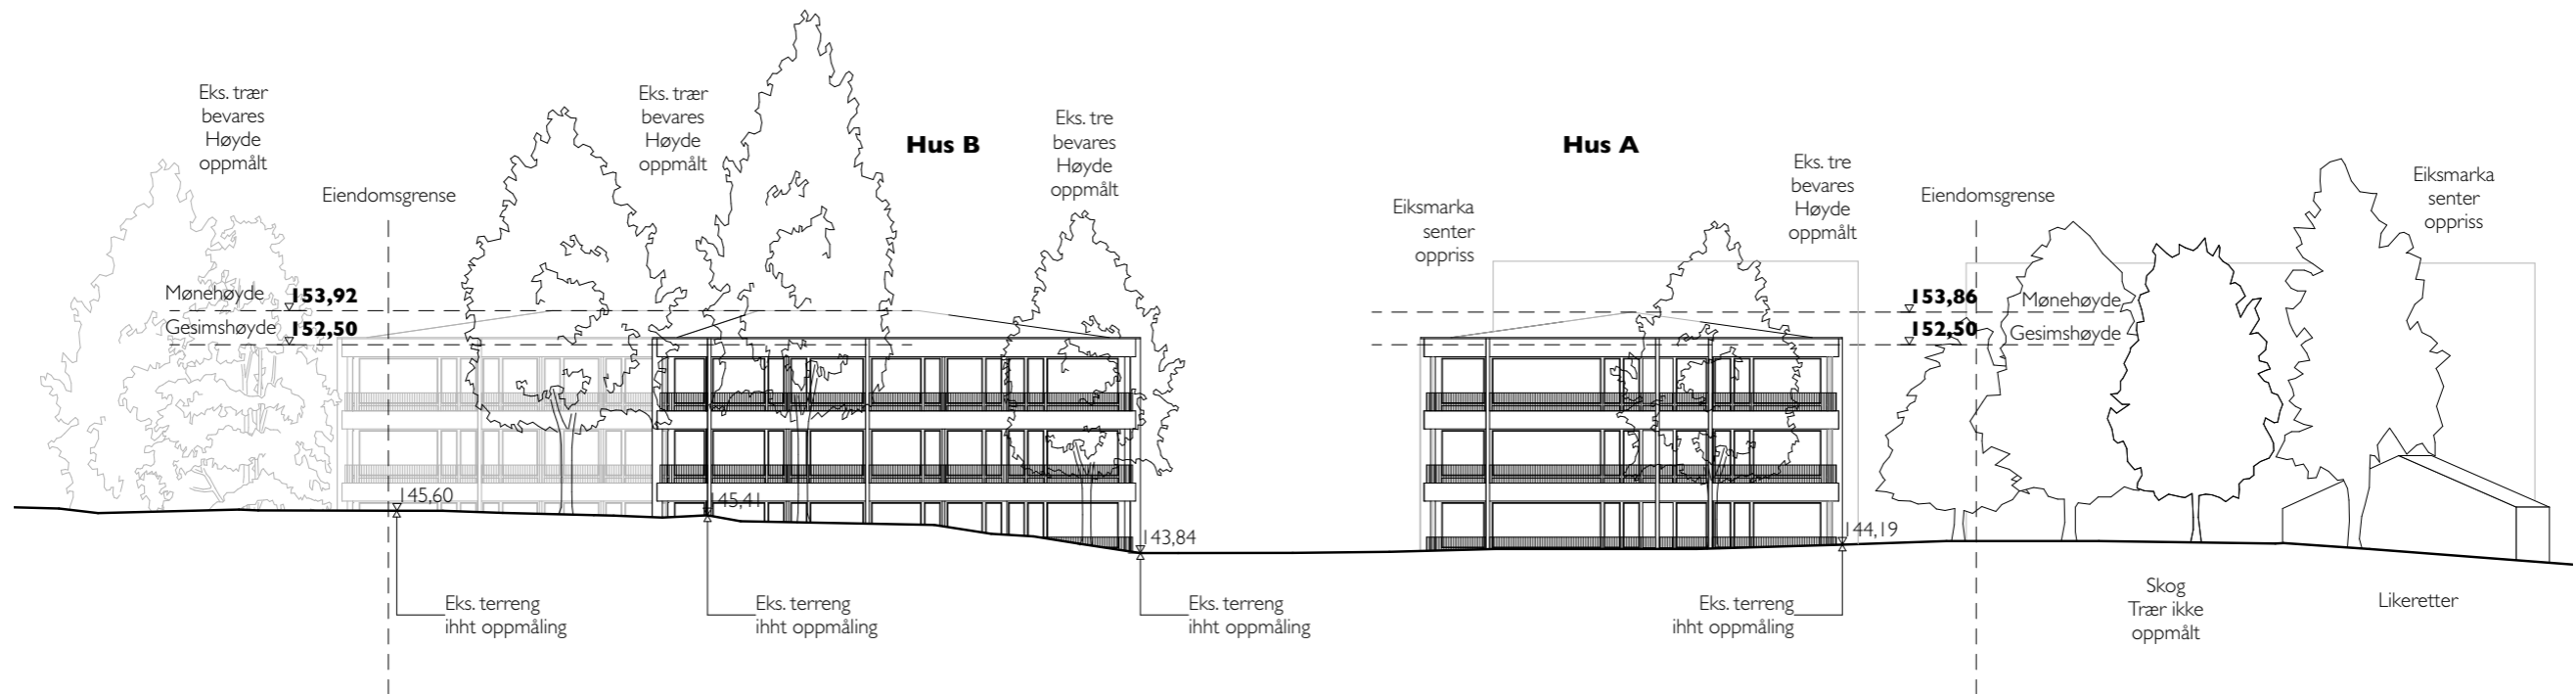 Eks. trær
bevares
Høyde
oppmålt
Eiendomsgrense
Eks. trær
bevares
Høyde
oppmålt
Hus B
Eks. tre
bevares
Høyde
oppmålt
Hus A
Eiksmarka
senter
oppriss
Eks. tre
bevares
Høyde
oppmålt
Eiendomsgrense
Eiksmarka
senter
oppriss
Mønehøyde 153,92
Gesimshøyde 152,50
153,86 Mønehøyde
152,50 Gesimshøyde
145,60
145,41
143,84
144,19
Eks. terreng
ihht oppmåling
Eks. terreng
ihht oppmåling
Eks. terreng
ihht oppmåling
Eks. terreng
ihht oppmåling
Skog
Trær ikke
oppmålt
Likeretter